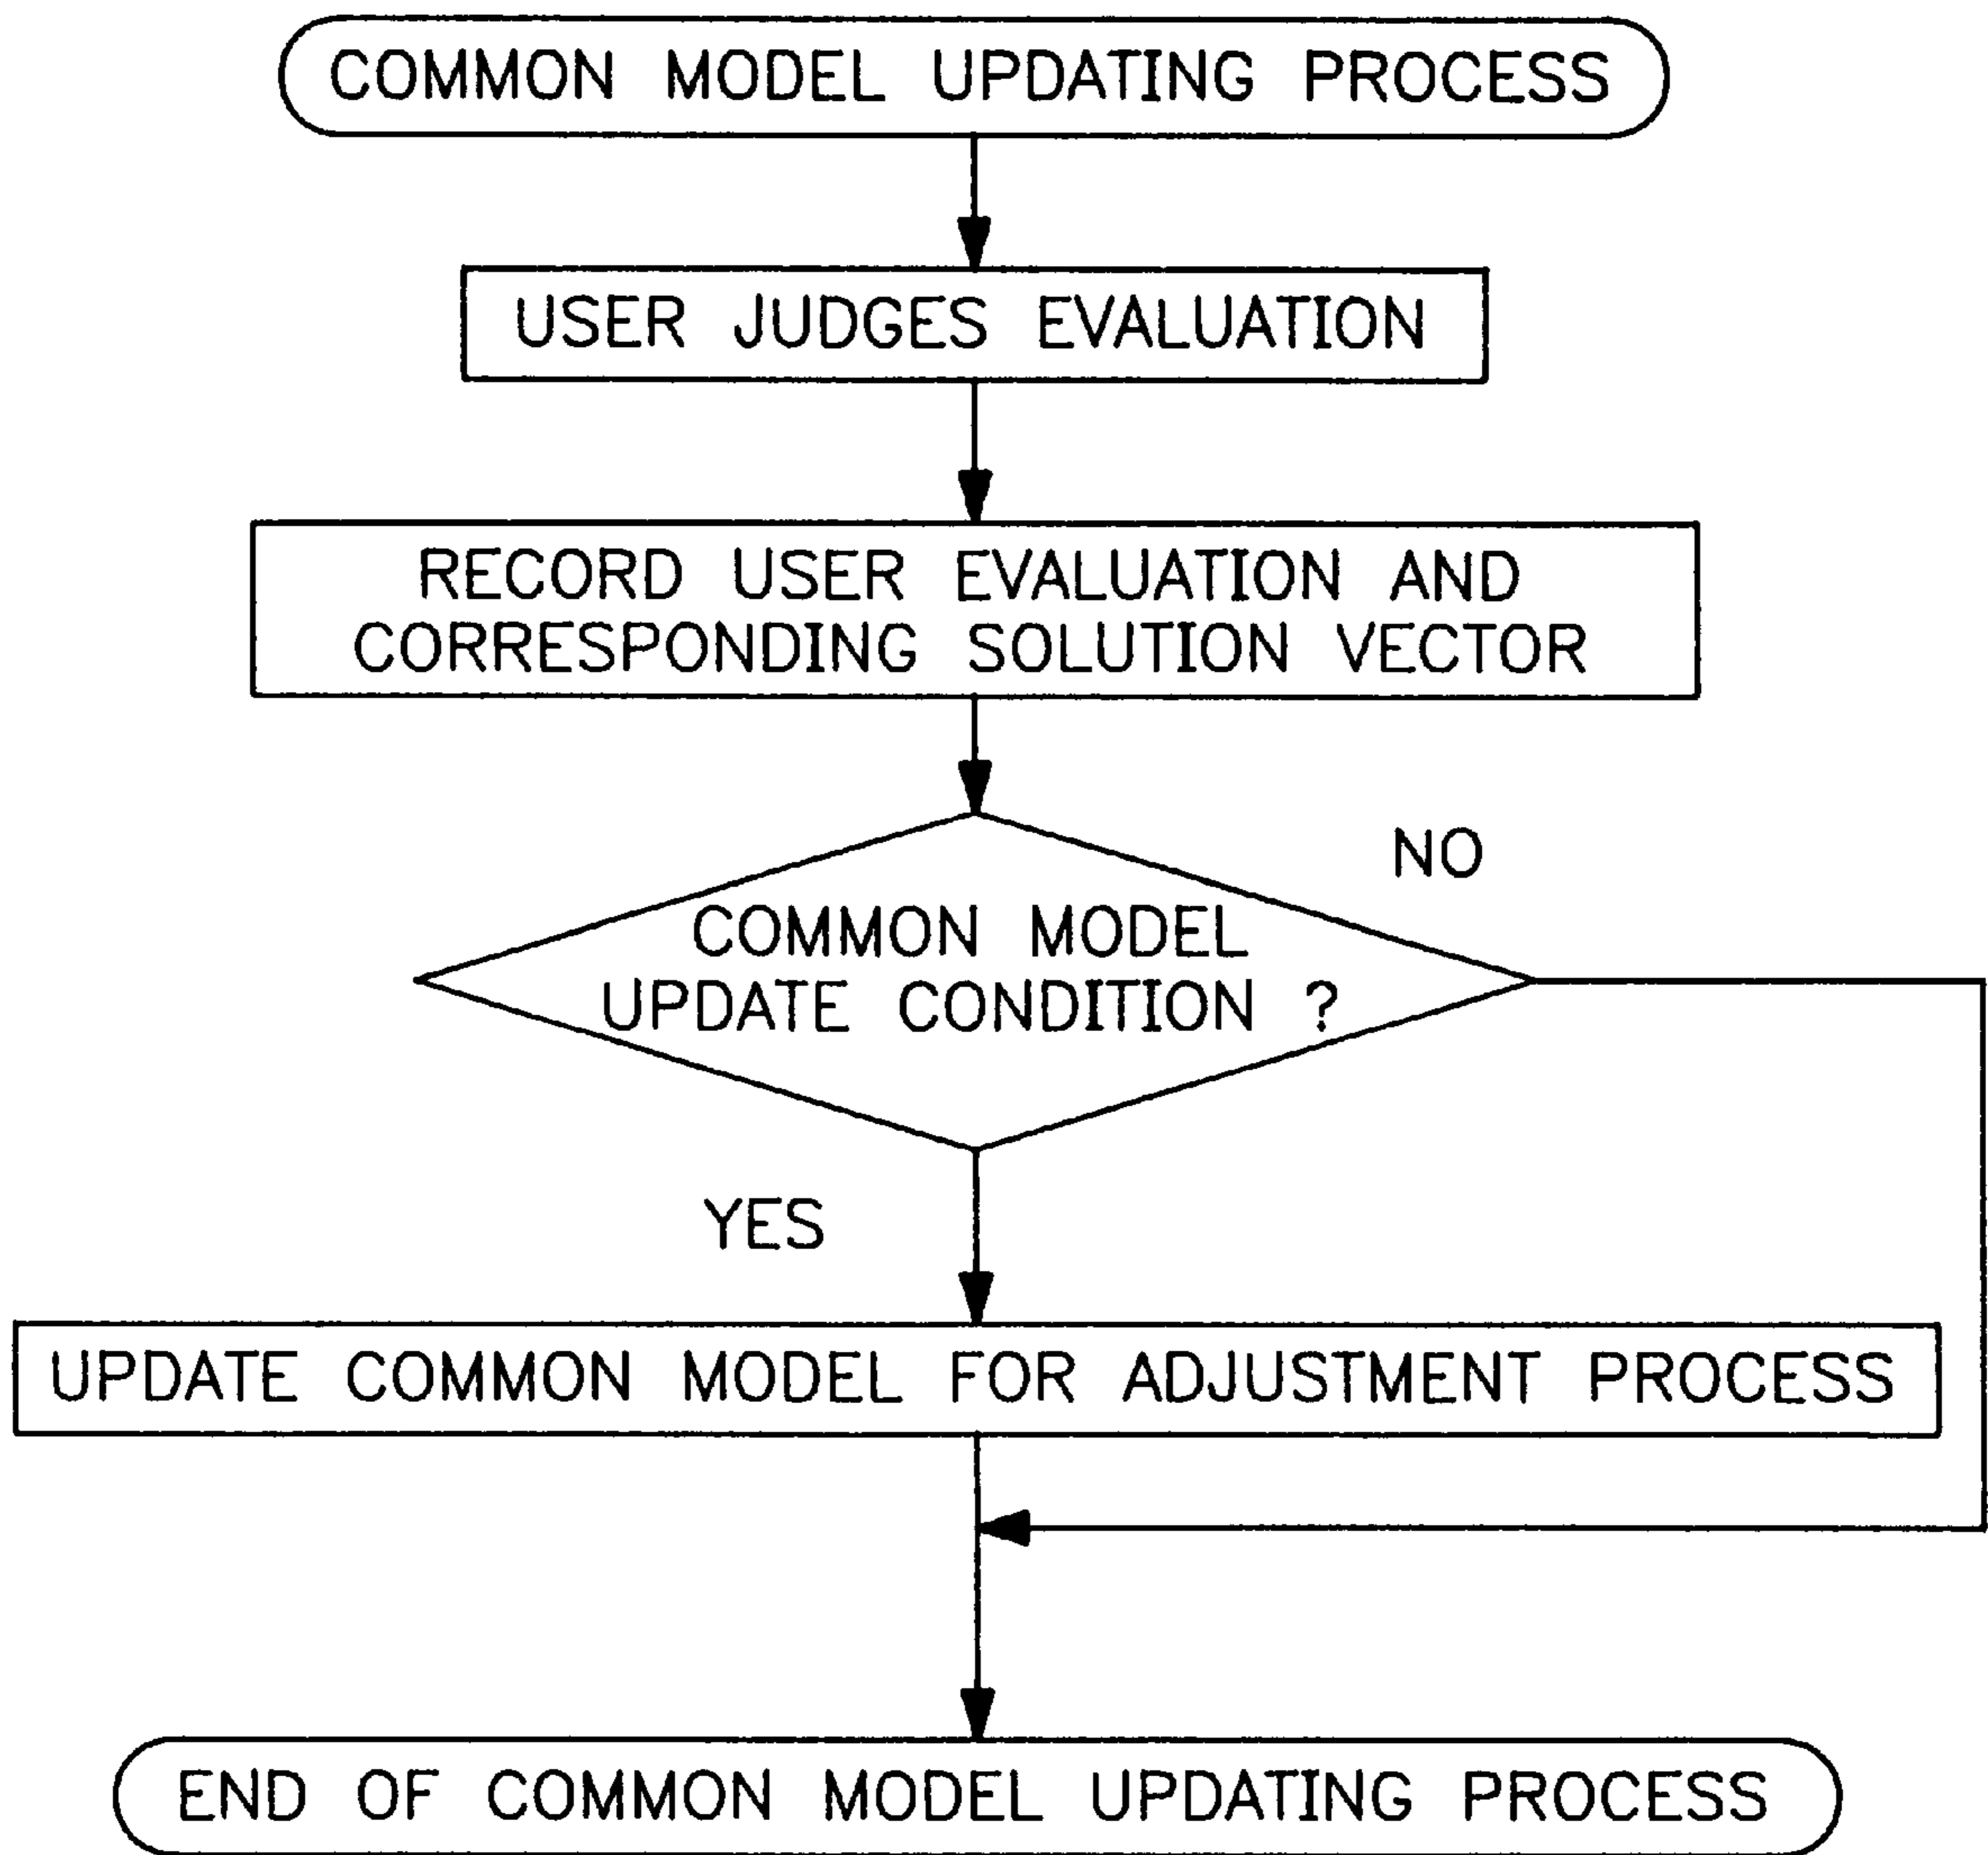 COMMON MODEL UPDATING PROCESS
USER JUDGES EVALUATION
RECORD USER EVALUATION AND
CORRESPONDING SOLUTION VECTOR
NO
COMMON MODEL
UPDATE CONDITION ?
YES
UPDATE COMMON MODEL FOR ADJUSTMENT PROCESS
END OF COMMON MODEL UPDATING PROCESS